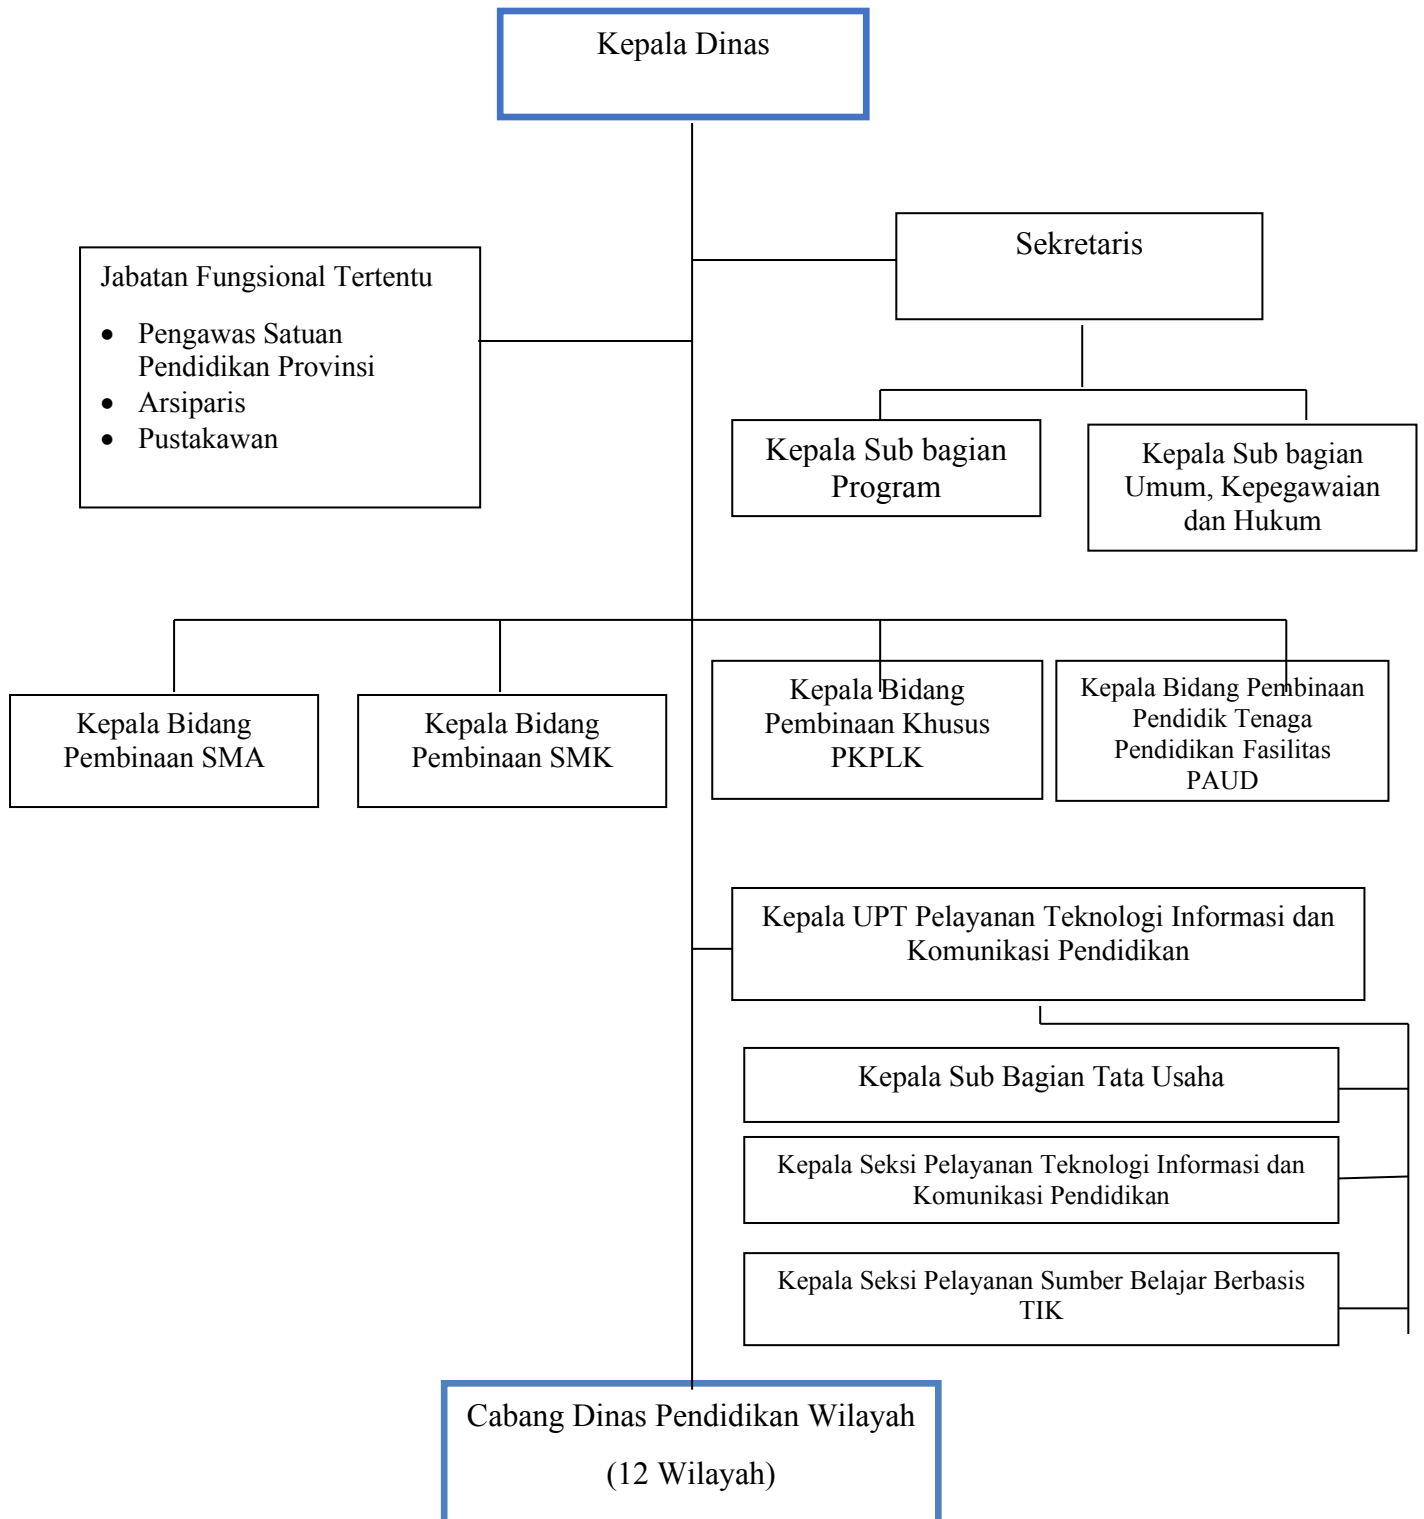 Kepala Dinas
Sekretaris
Jabatan Fungsional Tertentu
• Pengawas Satuan
Pendidikan Provinsi
• Arsiparis
• Pustakawan
Kepala Sub bagian
Program
Kepala Sub bagian
Umum, Kepegawaian
dan Hukum
Kepala Bidang
Pembinaan SMA
Kepala Bidang
Pembinaan SMK
Kepala Bidang
Pembinaan Khusus
PKPLK
Kepala Bidang Pembinaan
Pendidik Tenaga
Pendidikan Fasilitas
PAUD
Kepala UPT Pelayanan Teknologi Informasi dan
Komunikasi Pendidikan
Kepala Sub Bagian Tata Usaha
Kepala Seksi Pelayanan Teknologi Informasi dan
Komunikasi Pendidikan
Kepala Seksi Pelayanan Sumber Belajar Berbasis
TIK
Cabang Dinas Pendidikan Wilayah
(12 Wilayah)